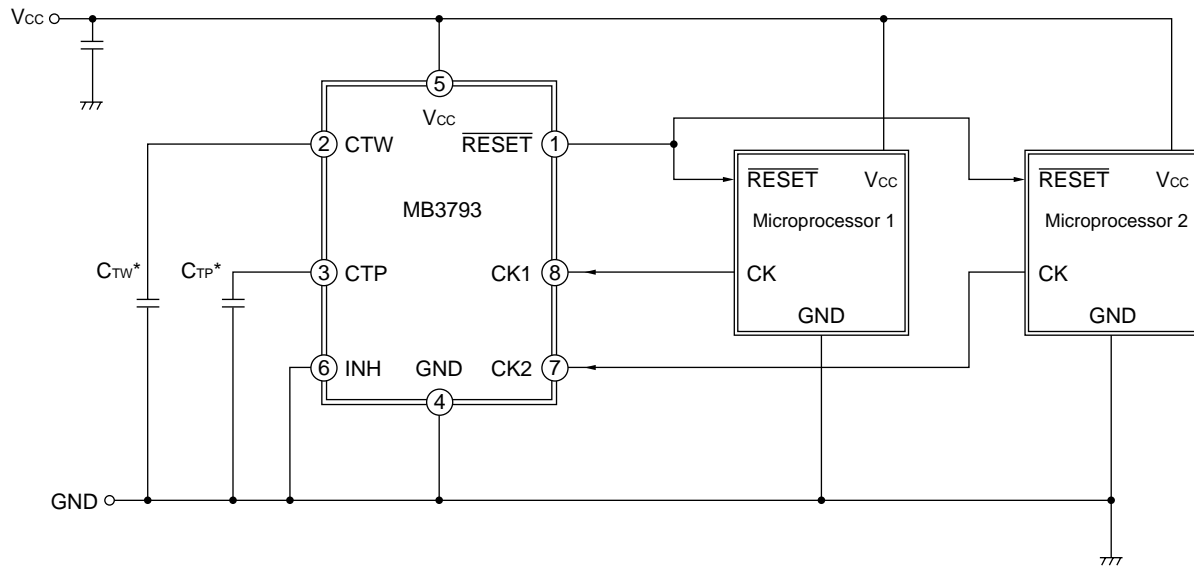 VCC
5
VCC
2 CTW
RESET 1
MB3793
RESET VCC
Microprocessor 1
RESET VCC
Microprocessor 2
CTW*
CTP*
3 CTP
CK1 8
CK
CK
GND
GND
6 INH
GND
CK2 7
4
GND